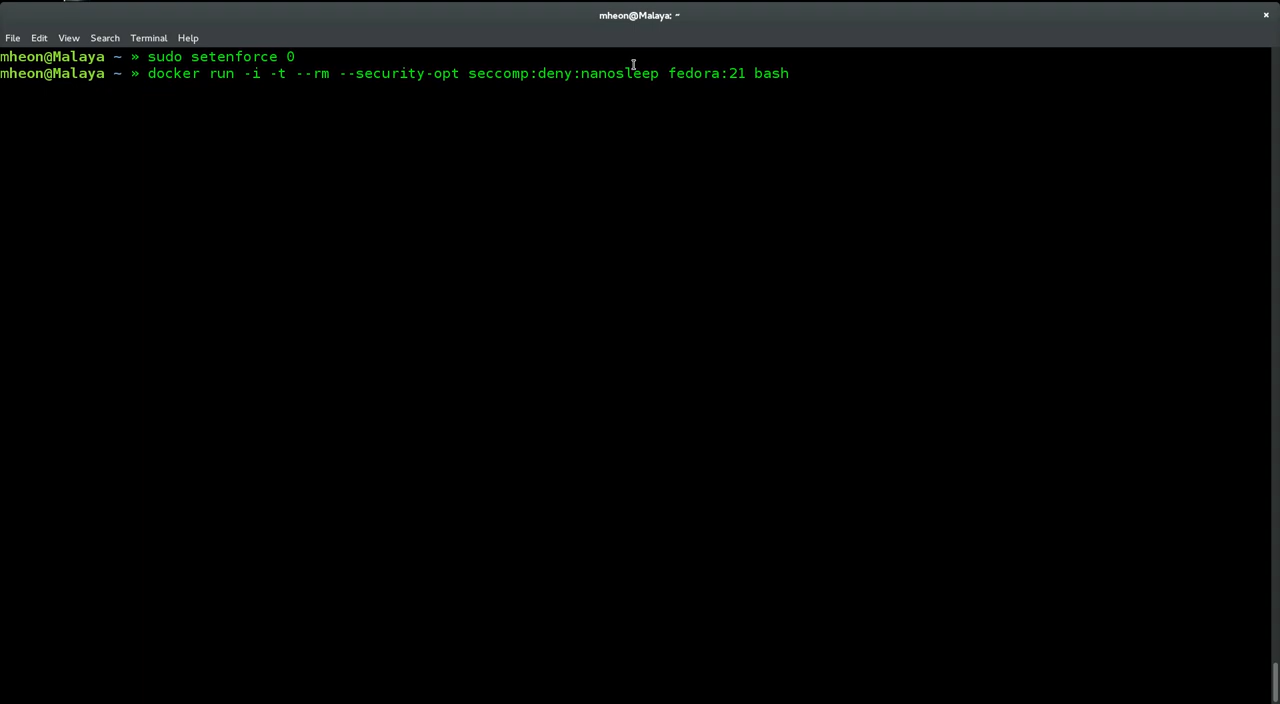 mheon@Malaya: ~
×
File Edit View Search Terminal Help
mheon@Malaya ~ » sudo setenforce 0
mheon@Malaya ~ » docker run -i -t --rm --security-opt seccomp:deny:nanosleep fedora:21 bash